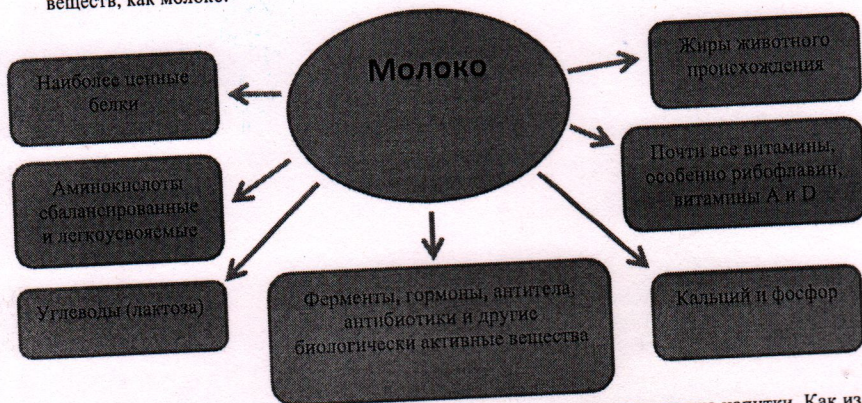 веществ, как молоко.
Молоко
Наиболее ценные
белки
Аминокислоты
сбалансированные
и легкоусвояемые
Углеводы (лактоза)
Ферменты, гормоны, антитела,
антибиотики и другие
биологически активные вещества
Жиры животного
происхождения
Почти все витамины,
особенно рибофлавин,
витамины А и D
Кальций и фосфор
напитки. Как из